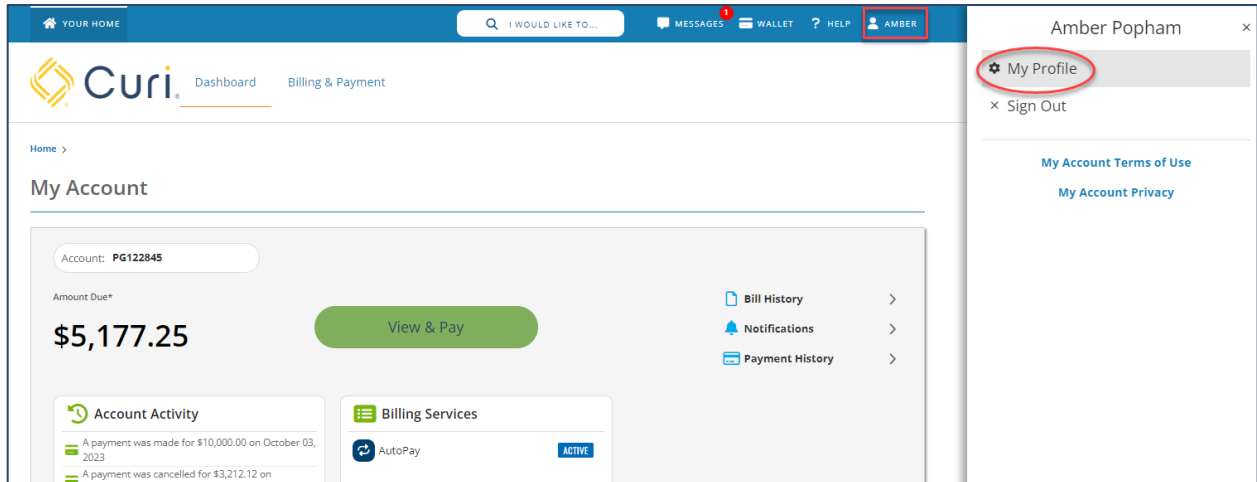 YOUR HOME
I WOULD LIKE TO...
MESSAGES 1
WALLET
? HELP
AMBER
Curi®
Dashboard
Billing & Payment
Home >
My Account
Account: PG122845
Amount Due*
$5,177.25
View & Pay
Bill History >
Notifications >
Payment History >
Account Activity
A payment was made for $10,000.00 on October 03,
2023
A payment was cancelled for $3,212.12 on
Billing Services
AutoPay
ACTIVE
Amber Popham ×
My Profile
× Sign Out
My Account Terms of Use
My Account Privacy